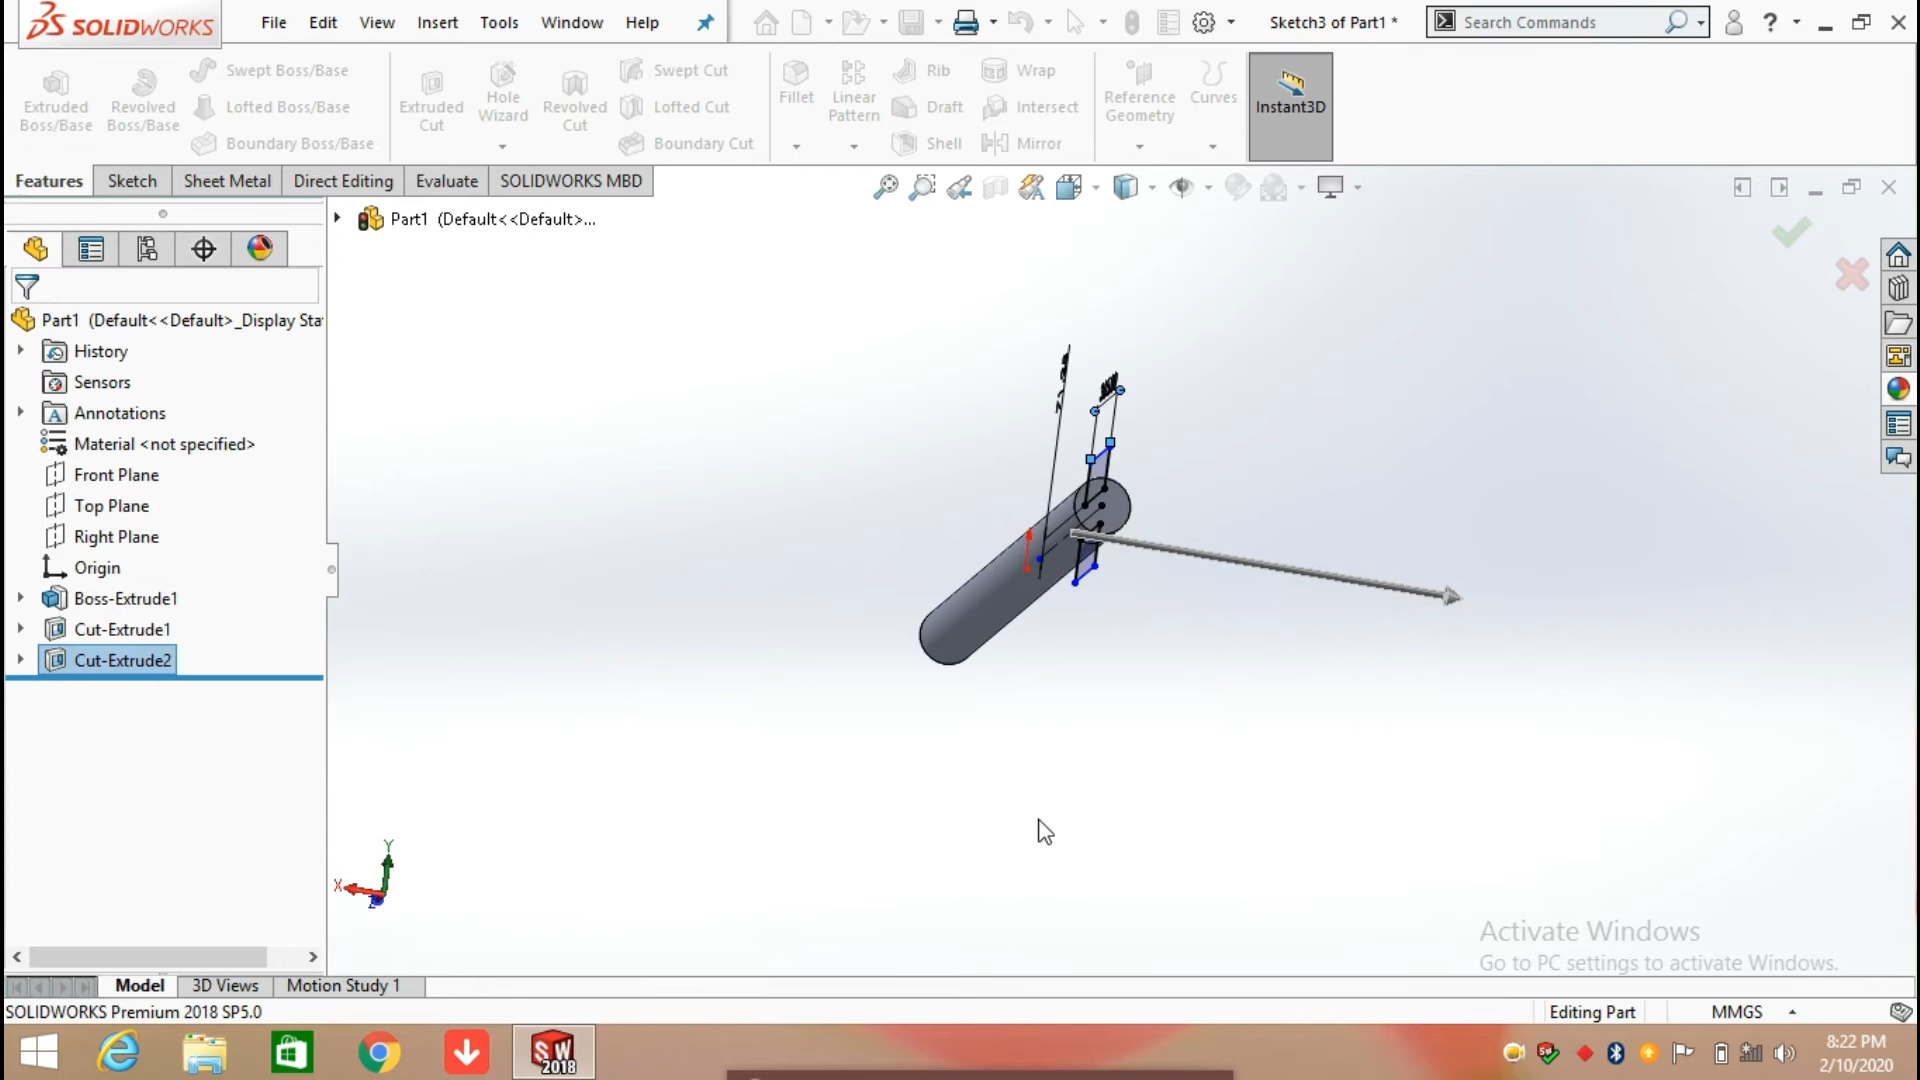 SOLIDWORKS
File Edit View Insert Tools Window Help
Sketch3 of Part1 *
Search Commands
Extruded Boss/Base
Revolved Boss/Base
Swept Boss/Base
Lofted Boss/Base
Boundary Boss/Base
Extruded Cut
Hole Wizard
Revolved Cut
Swept Cut
Lofted Cut
Boundary Cut
Fillet
Linear Pattern
Rib
Draft
Shell
Wrap
Intersect
Mirror
Reference Geometry
Curves
Instant3D
Features Sketch Sheet Metal Direct Editing Evaluate SOLIDWORKS MBD
Part1 (Default<<Default>...
Part1 (Default<<Default>_Display Sta
History
Sensors
Annotations
Material <not specified>
Front Plane
Top Plane
Right Plane
Origin
Boss-Extrude1
Cut-Extrude1
Cut-Extrude2
Y
X
Z
Activate Windows
Go to PC settings to activate Windows.
Model 3D Views Motion Study 1
SOLIDWORKS Premium 2018 SP5.0
Editing Part
MMGS
SW
2018
8:22 PM
2/10/2020